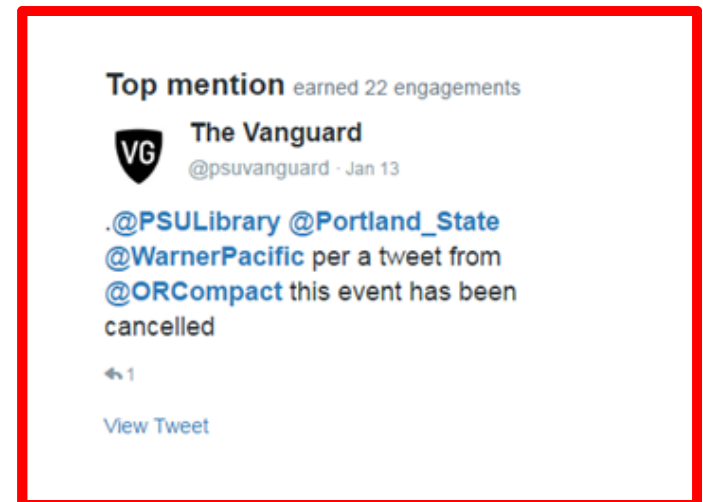 Top mention earned 22 engagements
VG
The Vanguard
@psuvanguard · Jan 13
.@PSULibrary @Portland_State
@WarnerPacific per a tweet from
@ORCompact this event has been
cancelled
1
View Tweet